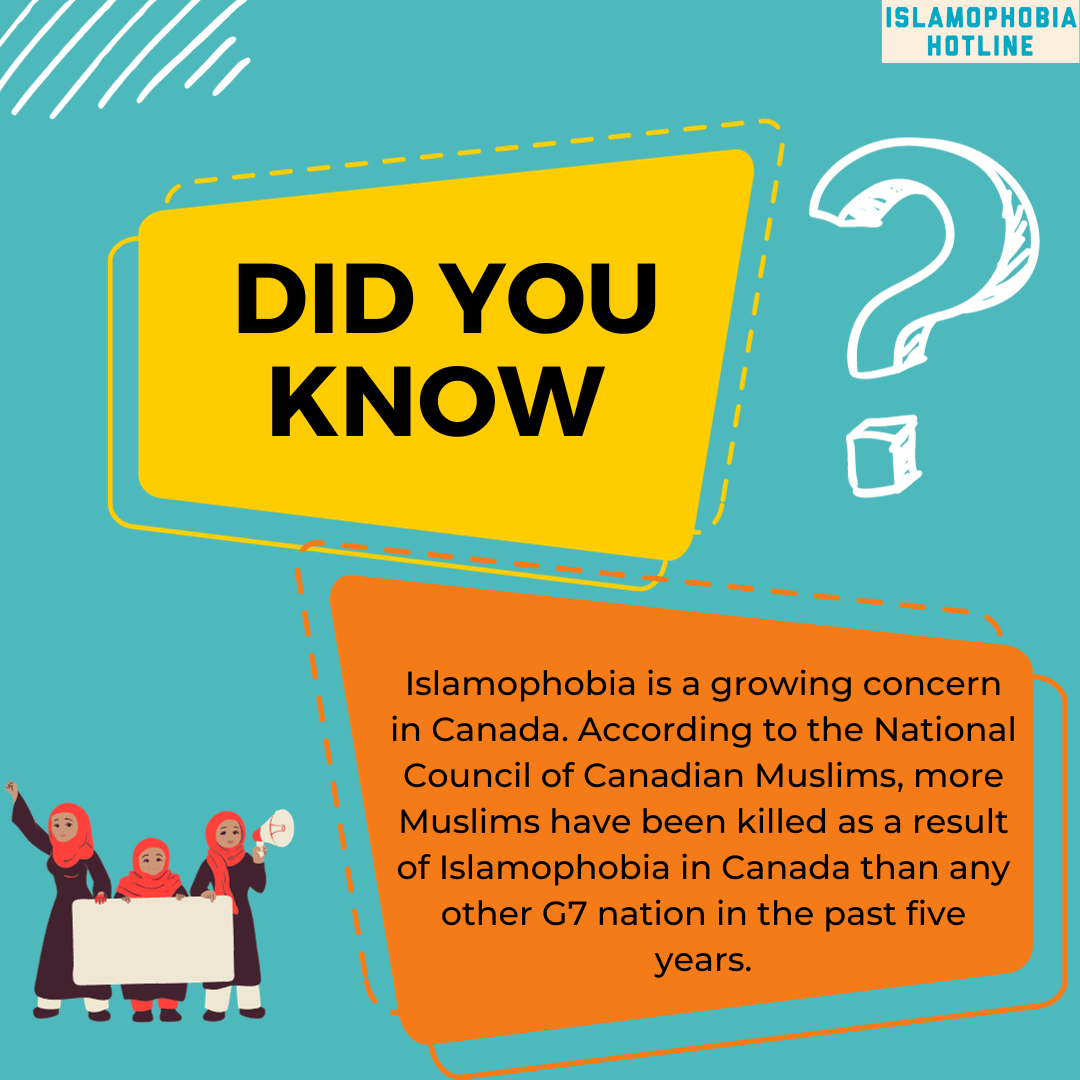 ISLAMOPHOBIA
HOTLINE
DID YOU
KNOW
Islamophobia is a growing concern
in Canada. According to the National
Council of Canadian Muslims, more
Muslims have been killed as a result
of Islamophobia in Canada than any
other G7 nation in the past five
years.